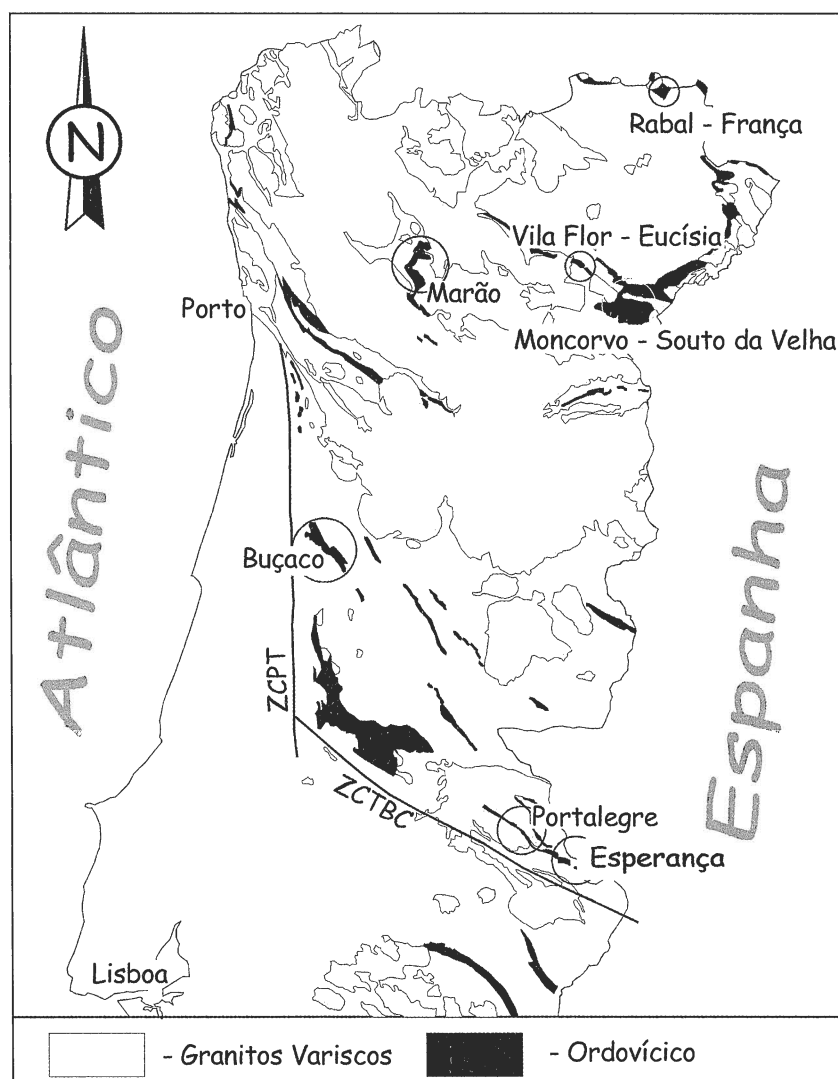 N
Rabal - França
Vila Flor - Eucísia
Marão
Porto
Moncorvo - Souto da Velha
Atlântico
Espanha
Buçaco
ZCPT
ZCTBC
Portalegre
Esperança
Lisboa
- Granitos Variscos
- Ordovícico